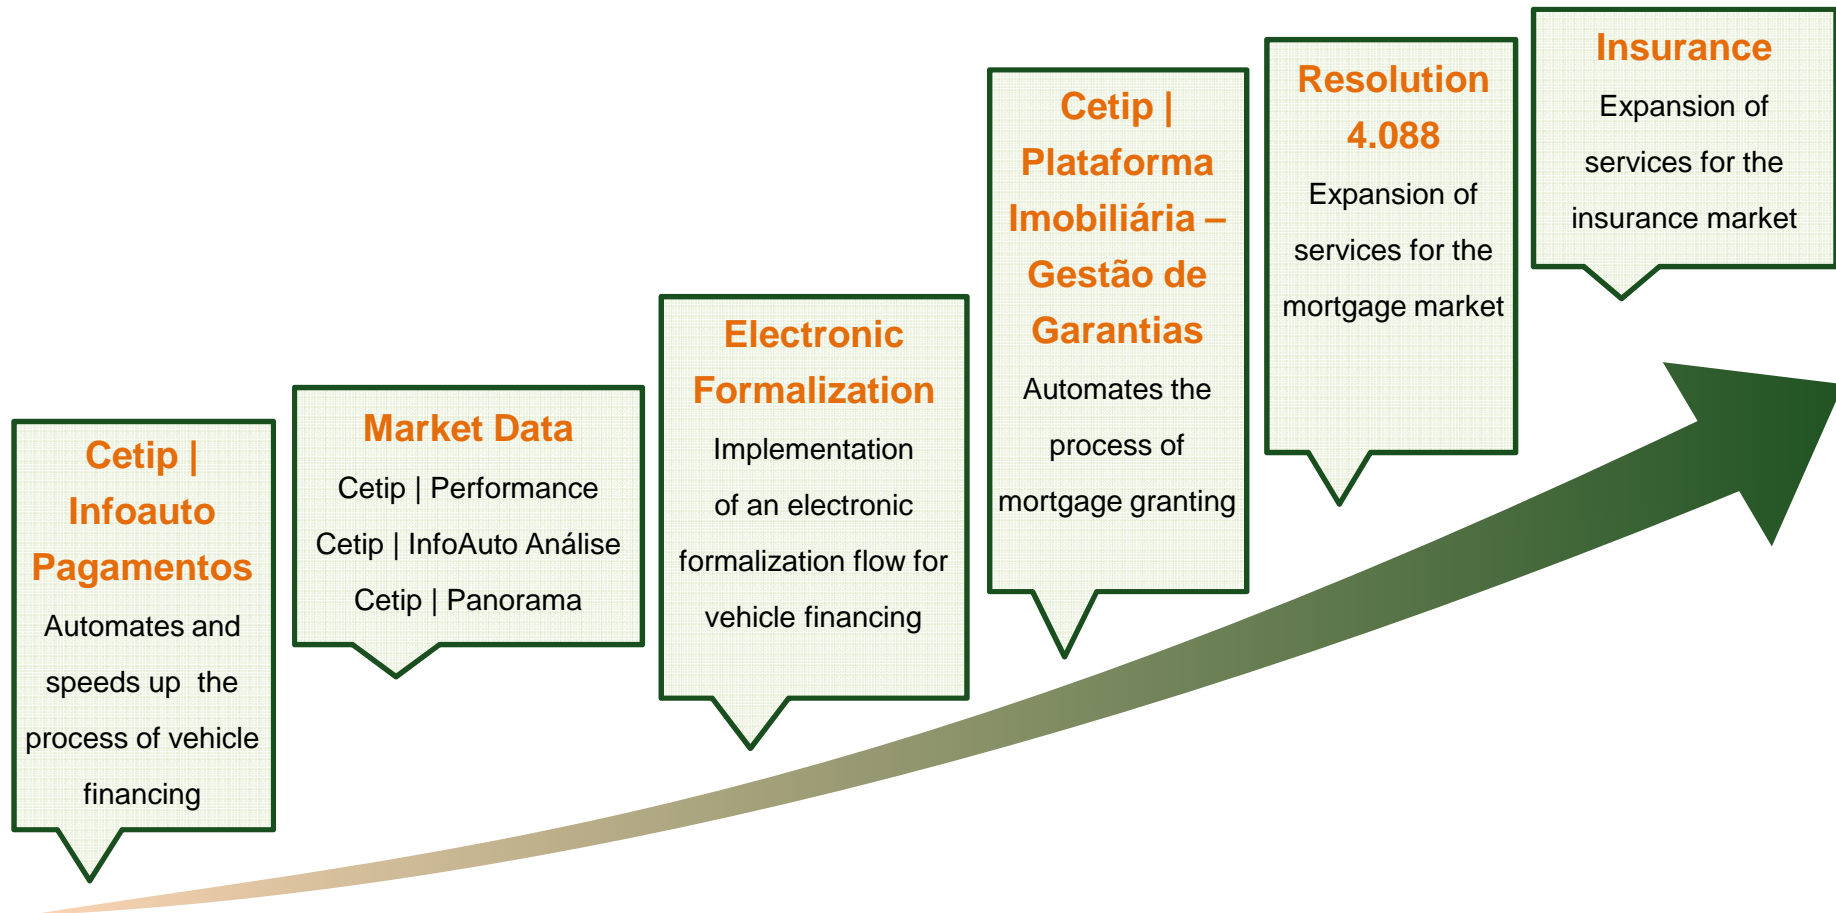 Cetip |
Infoauto
Pagamentos
Automates and
speeds up  the
process of vehicle
financing
Market Data
Cetip | Performance
Cetip | InfoAuto Análise
Cetip | Panorama
Electronic
Formalization
Implementation
of an electronic
formalization flow for
vehicle financing
Cetip |
Plataforma
Imobiliária –
Gestão de
Garantias
Automates the
process of
mortgage granting
Resolution
4.088
Expansion of
services for the
mortgage market
Insurance
Expansion of
services for the
insurance market